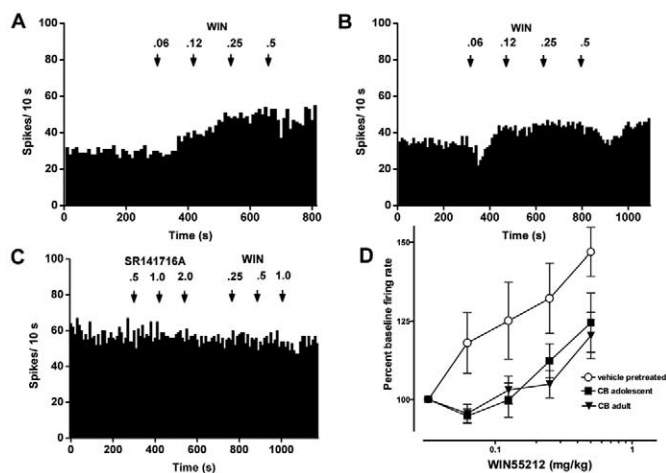 A
WIN
.06 .12 .25 .5
100
80
60
40
20
0
Spikes/ 10 s
0 200 400 600 800
Time (s)
B
WIN
.06 .12 .25 .5
100
80
60
40
20
0
Spikes/ 10 s
0 200 400 600 800 1000
Time (s)
C
SR141716A WIN
.5 1.0 2.0 .25 .5 1.0
100
80
60
40
20
0
Spikes/ 10 s
0 200 400 600 800 1000
Time (s)
D
150
125
100
Percent baseline firing rate
vehicle pretreated
CB adolescent
CB adult
0.1 1
WIN55212 (mg/kg)